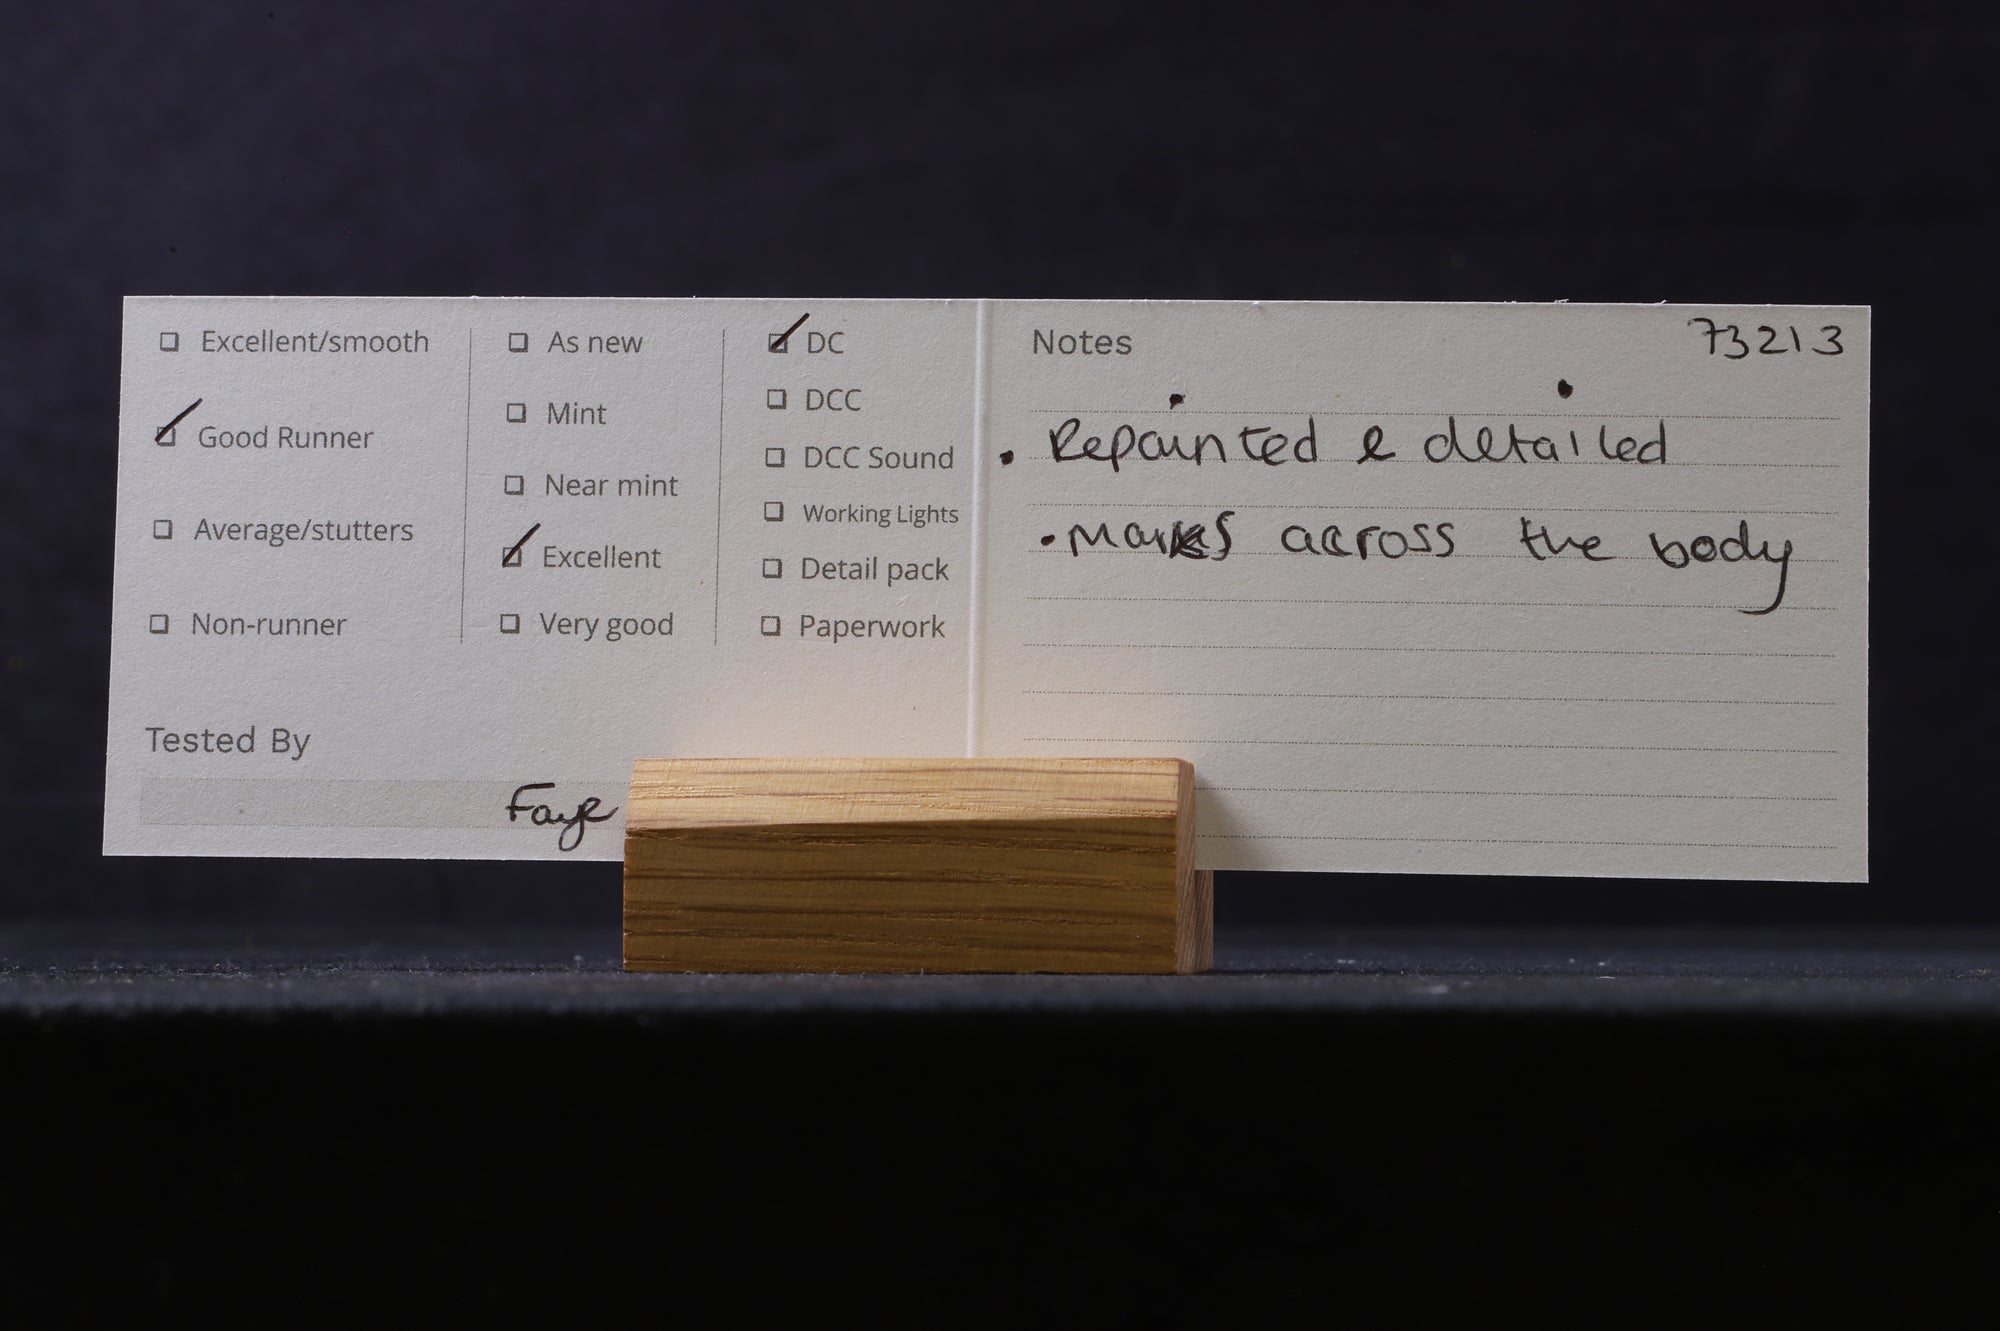 ☐ Excellent/smooth
☑ Good Runner
☐ Average/stutters
☐ Non-runner
☐ As new
☐ Mint
☐ Near mint
☑ Excellent
☐ Very good
☑ DC
☐ DCC
☐ DCC Sound
☐ Working Lights
☐ Detail pack
☐ Paperwork
Tested By
Faye
Notes 73213
• Repainted & detailed
• Marks across the body